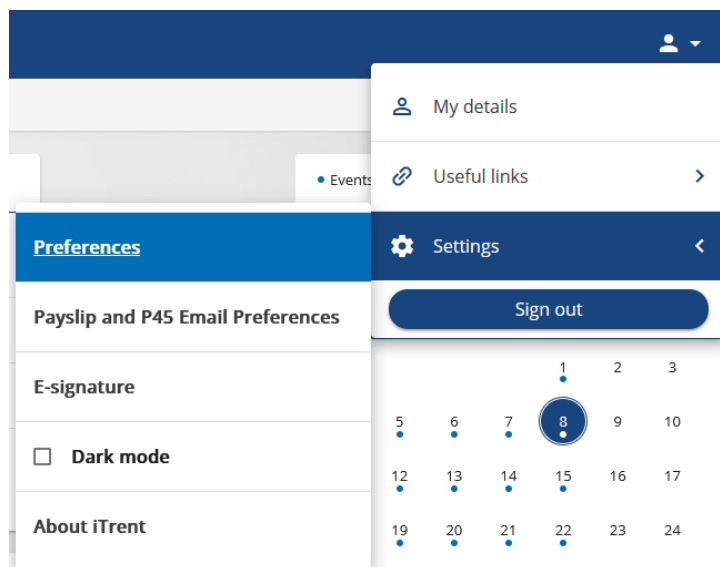 My details
Events
Useful links
Preferences
Settings
Payslip and P45 Email Preferences
Sign out
E-signature
1 2 3
5 6 7 8 9 10
Dark mode
12 13 14 15 16 17
About iTrent
19 20 21 22 23 24